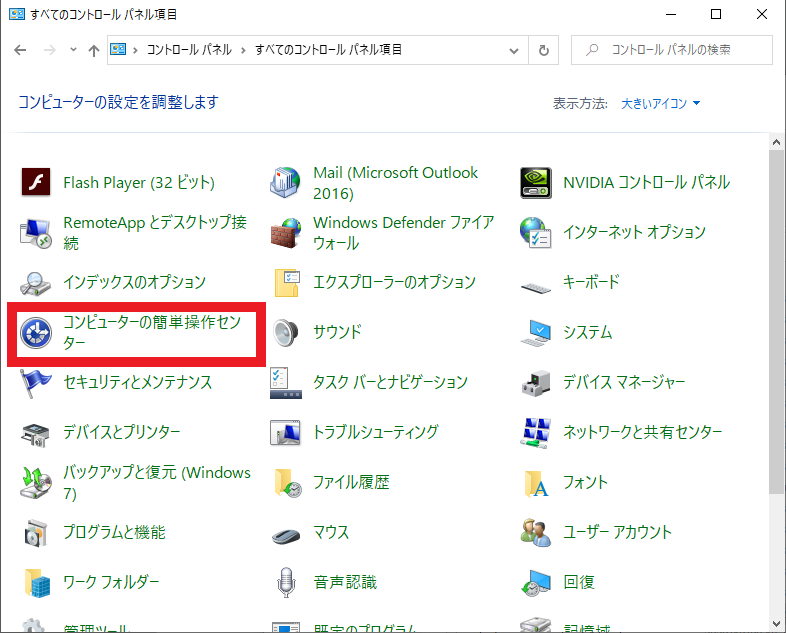 すべてのコントロール パネル項目
コントロール パネル
すべてのコントロール パネル項目
コントロール パネルの検索
コンピューターの設定を調整します
表示方法:
大きいアイコン
Flash Player (32 ビット)
Mail (Microsoft Outlook
2016)
NVIDIA コントロール パネル
RemoteApp とデスクトップ接
続
Windows Defender ファイア
ウォール
インターネット オプション
インデックスのオプション
エクスプローラーのオプション
キーボード
コンピューターの簡単操作セン
ター
サウンド
システム
セキュリティとメンテナンス
タスク バーとナビゲーション
デバイス マネージャー
デバイスとプリンター
トラブルシューティング
ネットワークと共有センター
バックアップと復元 (Windows
7)
ファイル履歴
フォント
プログラムと機能
マウス
ユーザー アカウント
ワーク フォルダー
音声認識
回復
管理ツール
既定のプログラム
記憶域